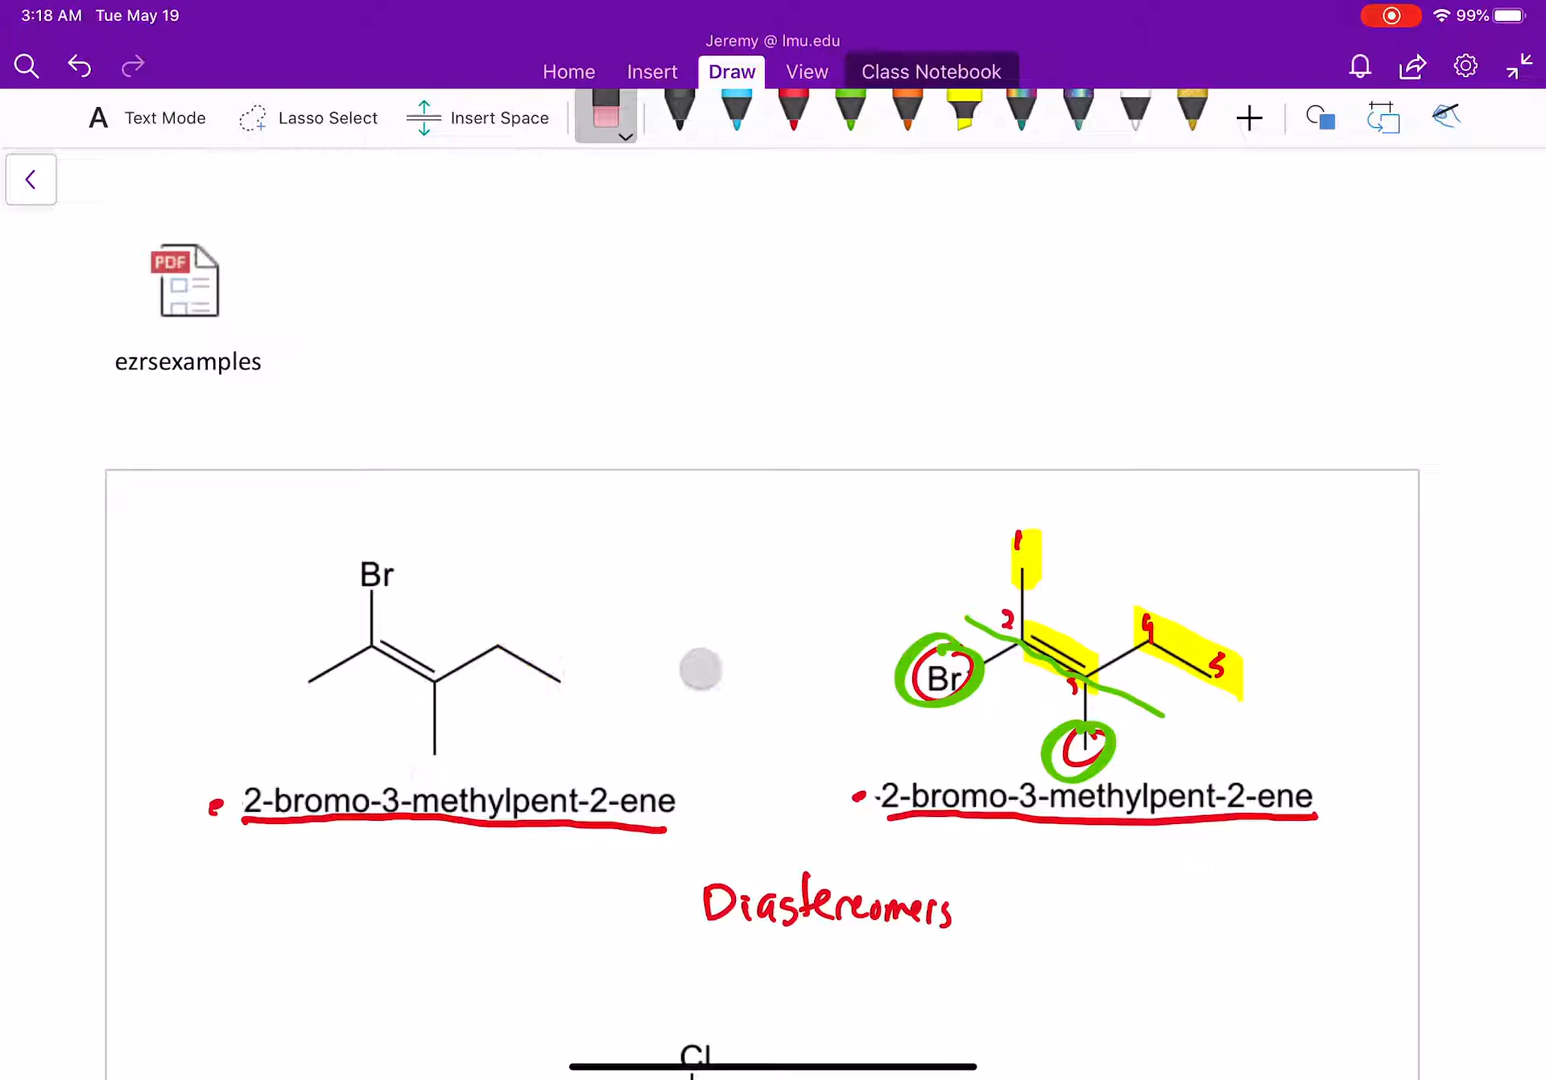 3:18 AM Tue May 19
99%
Jeremy @ lmu.edu
Home Insert Draw View Class Notebook
A Text Mode Lasso Select Insert Space
PDF
ezrsexamples
Br
1
2
3
4
5
Br
2-bromo-3-methylpent-2-ene
-2-bromo-3-methylpent-2-ene
Diastereomers
Cl